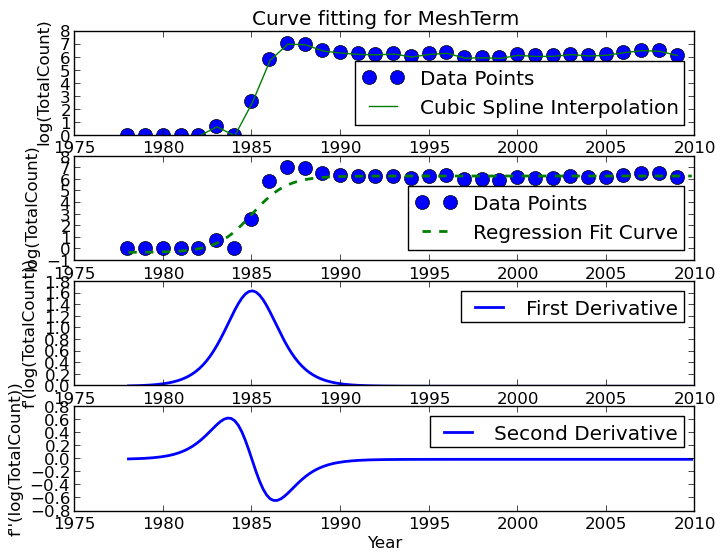 Curve fitting for MeshTerm
log(TotalCount)
8
7
6
5
4
3
2
1
0
Data Points
Cubic Spline Interpolation
1975 1980 1985 1990 1995 2000 2005 2010
log(TotalCount)
8
7
6
5
4
3
2
1
0
−1
Data Points
Regression Fit Curve
1975 1980 1985 1990 1995 2000 2005 2010
f'(log(TotalCount))
1.8
1.6
1.4
1.2
1.0
0.8
0.6
0.4
0.2
0.0
First Derivative
1975 1980 1985 1990 1995 2000 2005 2010
f''(log(TotalCount))
0.8
0.6
0.4
0.2
0.0
−0.2
−0.4
−0.6
−0.8
Second Derivative
1975 1980 1985 1990 1995 2000 2005 2010
Year